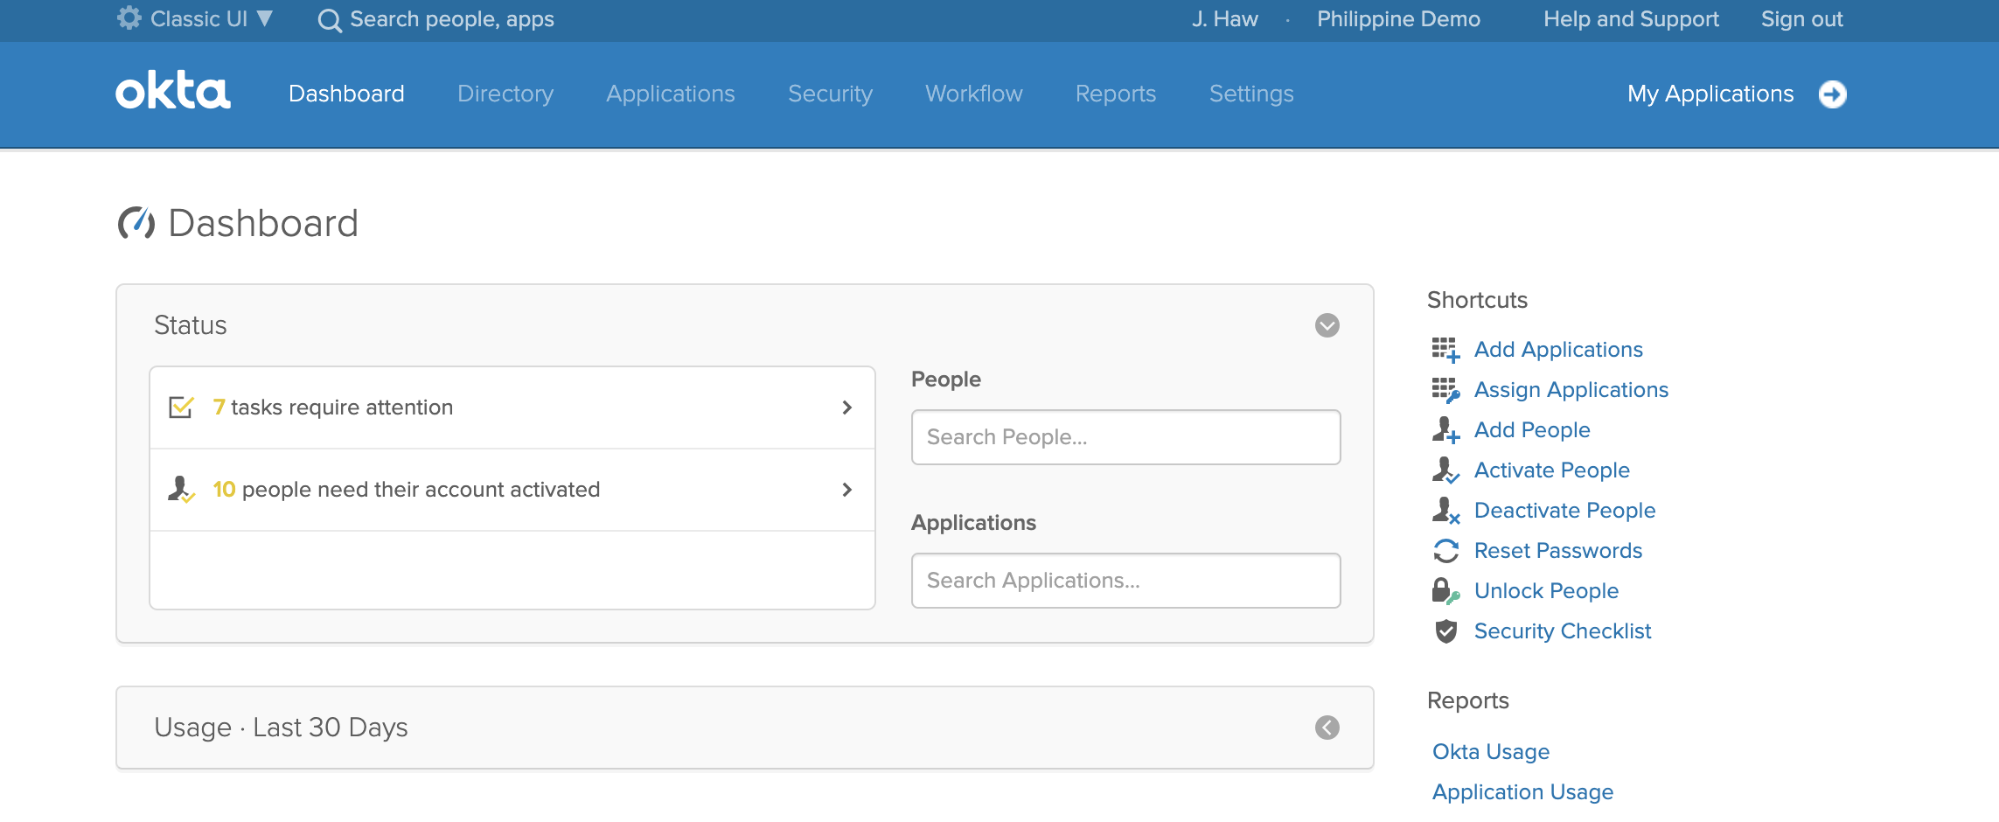 Classic UI ▼ Search people, apps J. Haw · Philippine Demo Help and Support Sign out
okta Dashboard Directory Applications Security Workflow Reports Settings My Applications
Dashboard
Status
7 tasks require attention
10 people need their account activated
People
Search People...
Applications
Search Applications...
Usage · Last 30 Days
Shortcuts
Add Applications
Assign Applications
Add People
Activate People
Deactivate People
Reset Passwords
Unlock People
Security Checklist
Reports
Okta Usage
Application Usage